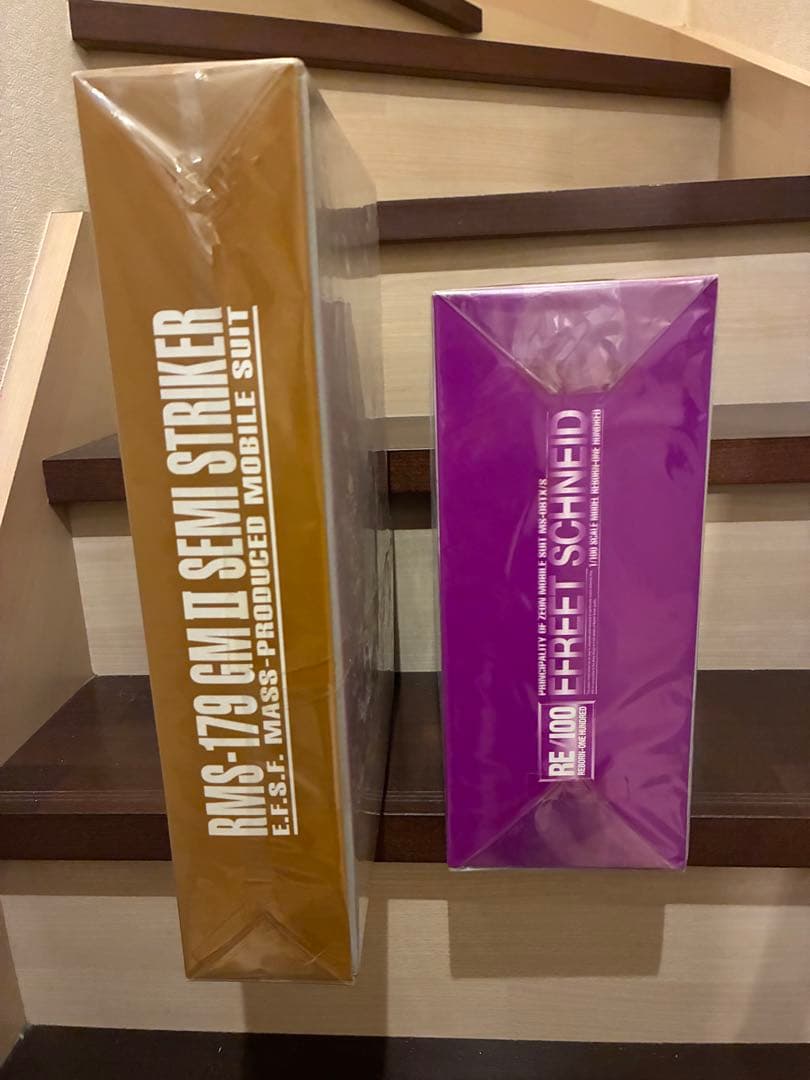 RMS-179 GM II SEMI STRIKER
E.F.S.F. MASS-PRODUCED MOBILE SUIT
PRINCIPALITY OF ZEON MOBILE SUIT MS-08TX/S
RE/100
REBORN-ONE HUNDRED
EFREET SCHNEID
1/100 SCALE MODEL REBORN-ONE HUNDRED